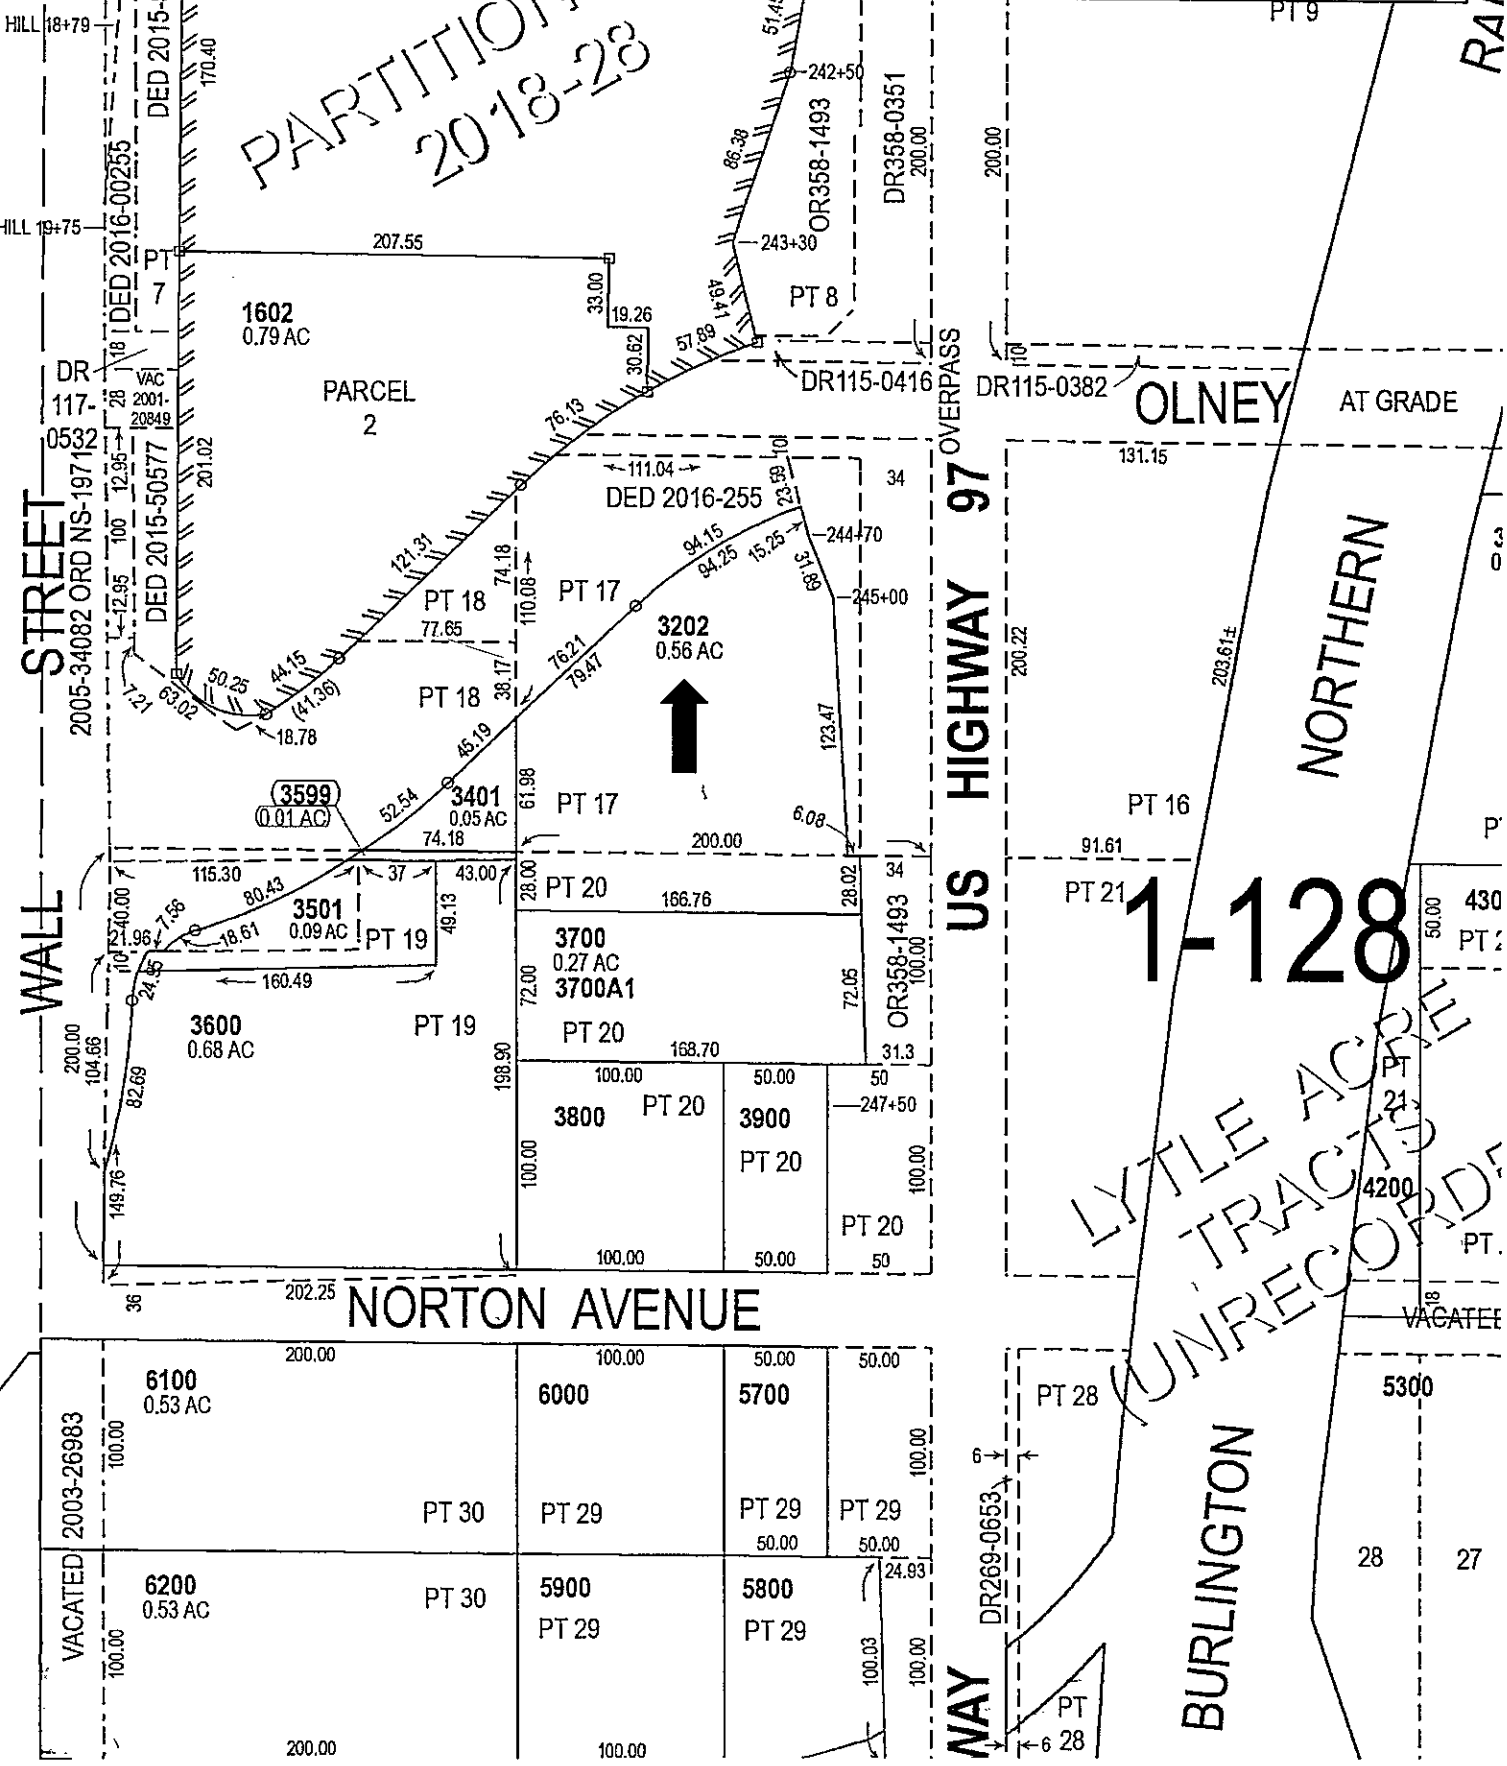 HILL 18+79
DED 2015-
170.40
PARTITION
2018-28
51.45
242+50
86.38
OR358-1493
DR358-0351
200.00
200.00
PT 9
DED 2016-00255
HILL 19+75
PT
7
207.55
33.00
19.26
30.62
57.89
243+30
49.41
PT 8
1602
0.79 AC
PARCEL
2
18
DR
117-
0532
28
VAC
2001-
20849
201.02
76.13
DR115-0416
OVERPASS
DR115-0382
10
OLNEY
AT GRADE
131.15
STREET
2005-34082 ORD NS-1971
12.95
100
12.95
DED 2015-50577
121.31
111.04
DED 2016-255
23.59
10
34
US HIGHWAY 97
94.15
94.25
15.25
244+70
31.89
245+00
74.18
110.08
PT 18
PT 17
77.65
3202
0.56 AC
76.21
79.47
38.17
PT 18
7.21
63.02
50.25
44.15
(41.36)
18.78
45.19
123.47
200.22
203.61±
NORTHERN
3599
(0.01 AC)
52.54
3401
0.05 AC
61.98
74.18
PT 17
6.08
200.00
PT 16
91.61
115.30
37
43.00
28.00
PT 20
166.76
28.02
34
PT 21
1-128
WALL
40.00
21.96
7.56
80.43
18.61
3501
0.09 AC
PT 19
49.13
10
24.95
160.49
3700
0.27 AC
3700A1
PT 20
72.00
72.05
OR358-1493
100.00
50.00
430
PT 2
3600
0.68 AC
PT 19
200.00
104.66
82.69
198.90
168.70
31.3
100.00
50.00
50
3800
PT 20
3900
PT 20
247+50
LYTLE ACRE
TRACTS
(UNRECORDE
PT
21
4200
PT
149.76
100.00
100.00
PT 20
100.00
50.00
50
202.25
36
NORTON AVENUE
18
VACATED
200.00
100.00
50.00
50.00
6100
0.53 AC
6000
5700
PT 28
5300
VACATED 2003-26983
100.00
100.00
6
PT 30
PT 29
PT 29
PT 29
50.00
50.00
24.93
DR269-0653
BURLINGTON
28
27
6200
0.53 AC
PT 30
5900
PT 29
5800
PT 29
100.00
100.03
100.00
WAY
PT
28
6
200.00
100.00